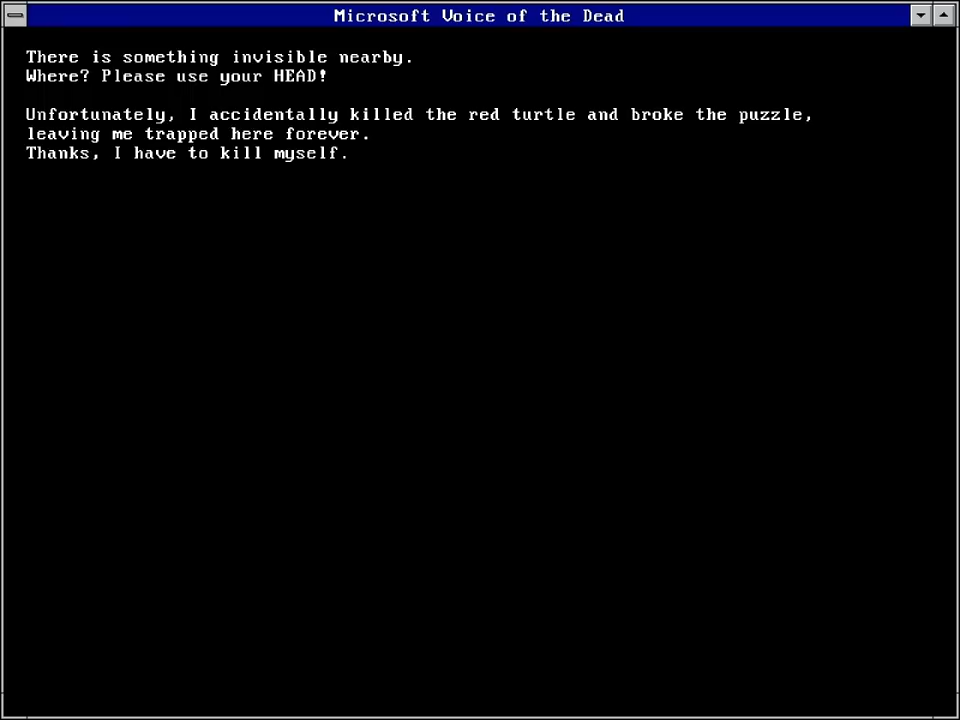 Microsoft Voice of the Dead
There is something invisible nearby.
Where? Please use your HEAD!
Unfortunately, I accidentally killed the red turtle and broke the puzzle,
leaving me trapped here forever.
Thanks, I have to kill myself.